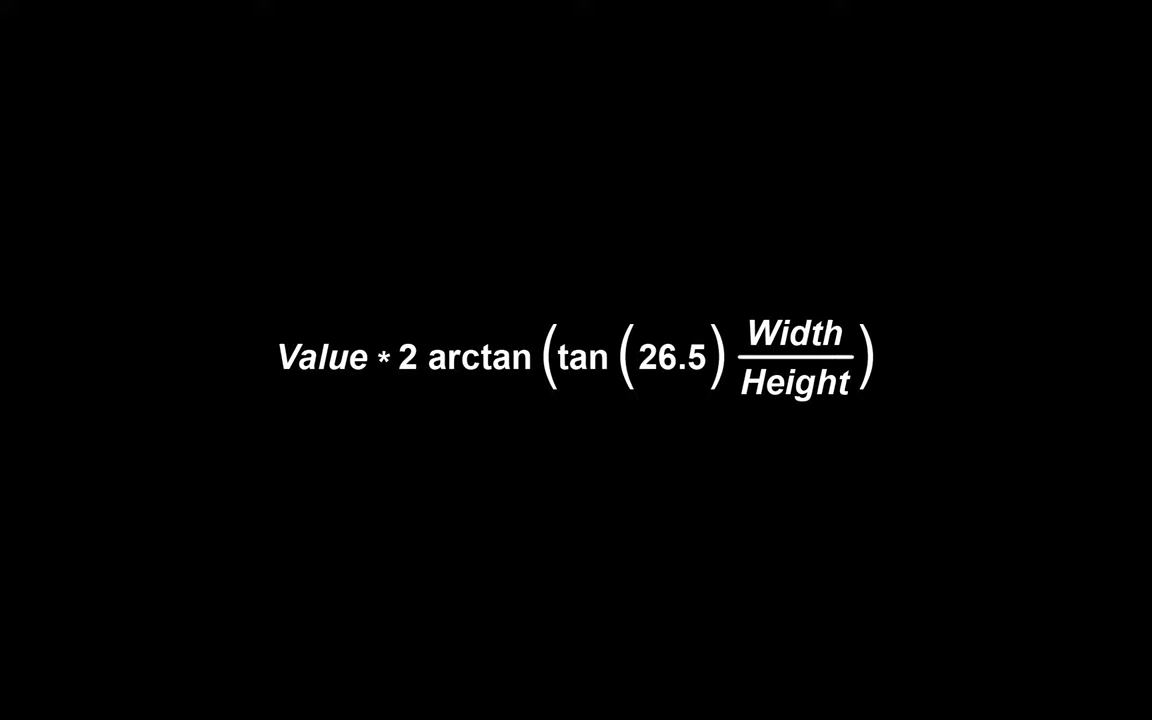 Value * 2 arctan (tan (26.5) Width / Height)